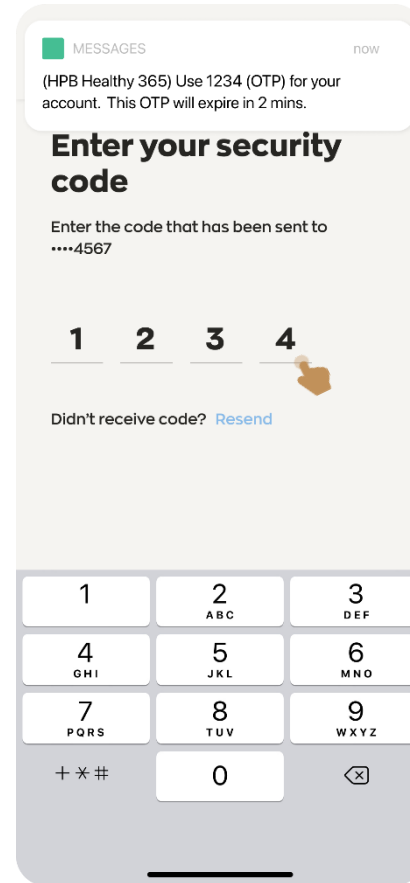 MESSAGES now
(HPB Healthy 365) Use 1234 (OTP) for your
account. This OTP will expire in 2 mins.
Enter your security
code
Enter the code that has been sent to
••••4567
1 2 3 4
Didn't receive code? Resend
1 2 3
ABC DEF
4 5 6
GHI JKL MNO
7 8 9
PQRS TUV WXYZ
+*# 0